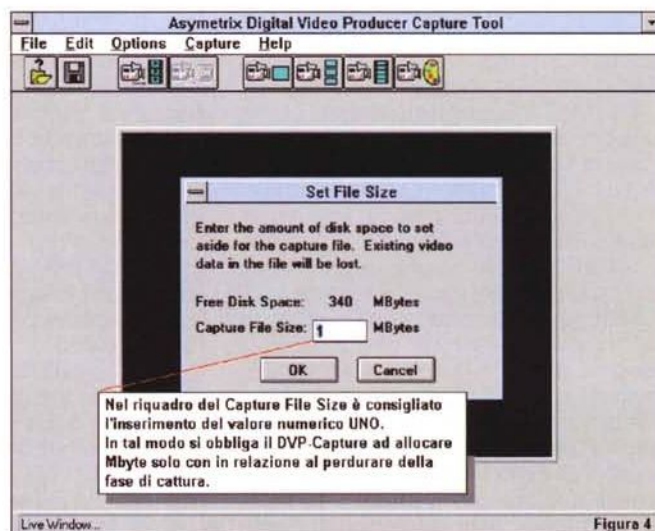 Asymetrix Digital Video Producer Capture Tool
File Edit Options Capture Help
Set File Size
Enter the amount of disk space to set
aside for the capture file. Existing video
data in the file will be lost.
Free Disk Space: 340 MBytes
Capture File Size: 1 MBytes
OK Cancel
Nel riquadro del Capture File Size è consigliato
l'inserimento del valore numerico UNO.
In tal modo si obbliga il DVP-Capture ad allocare
Mbyte solo con in relazione al perdurare della
fase di cattura.
Live Window... Figura 4